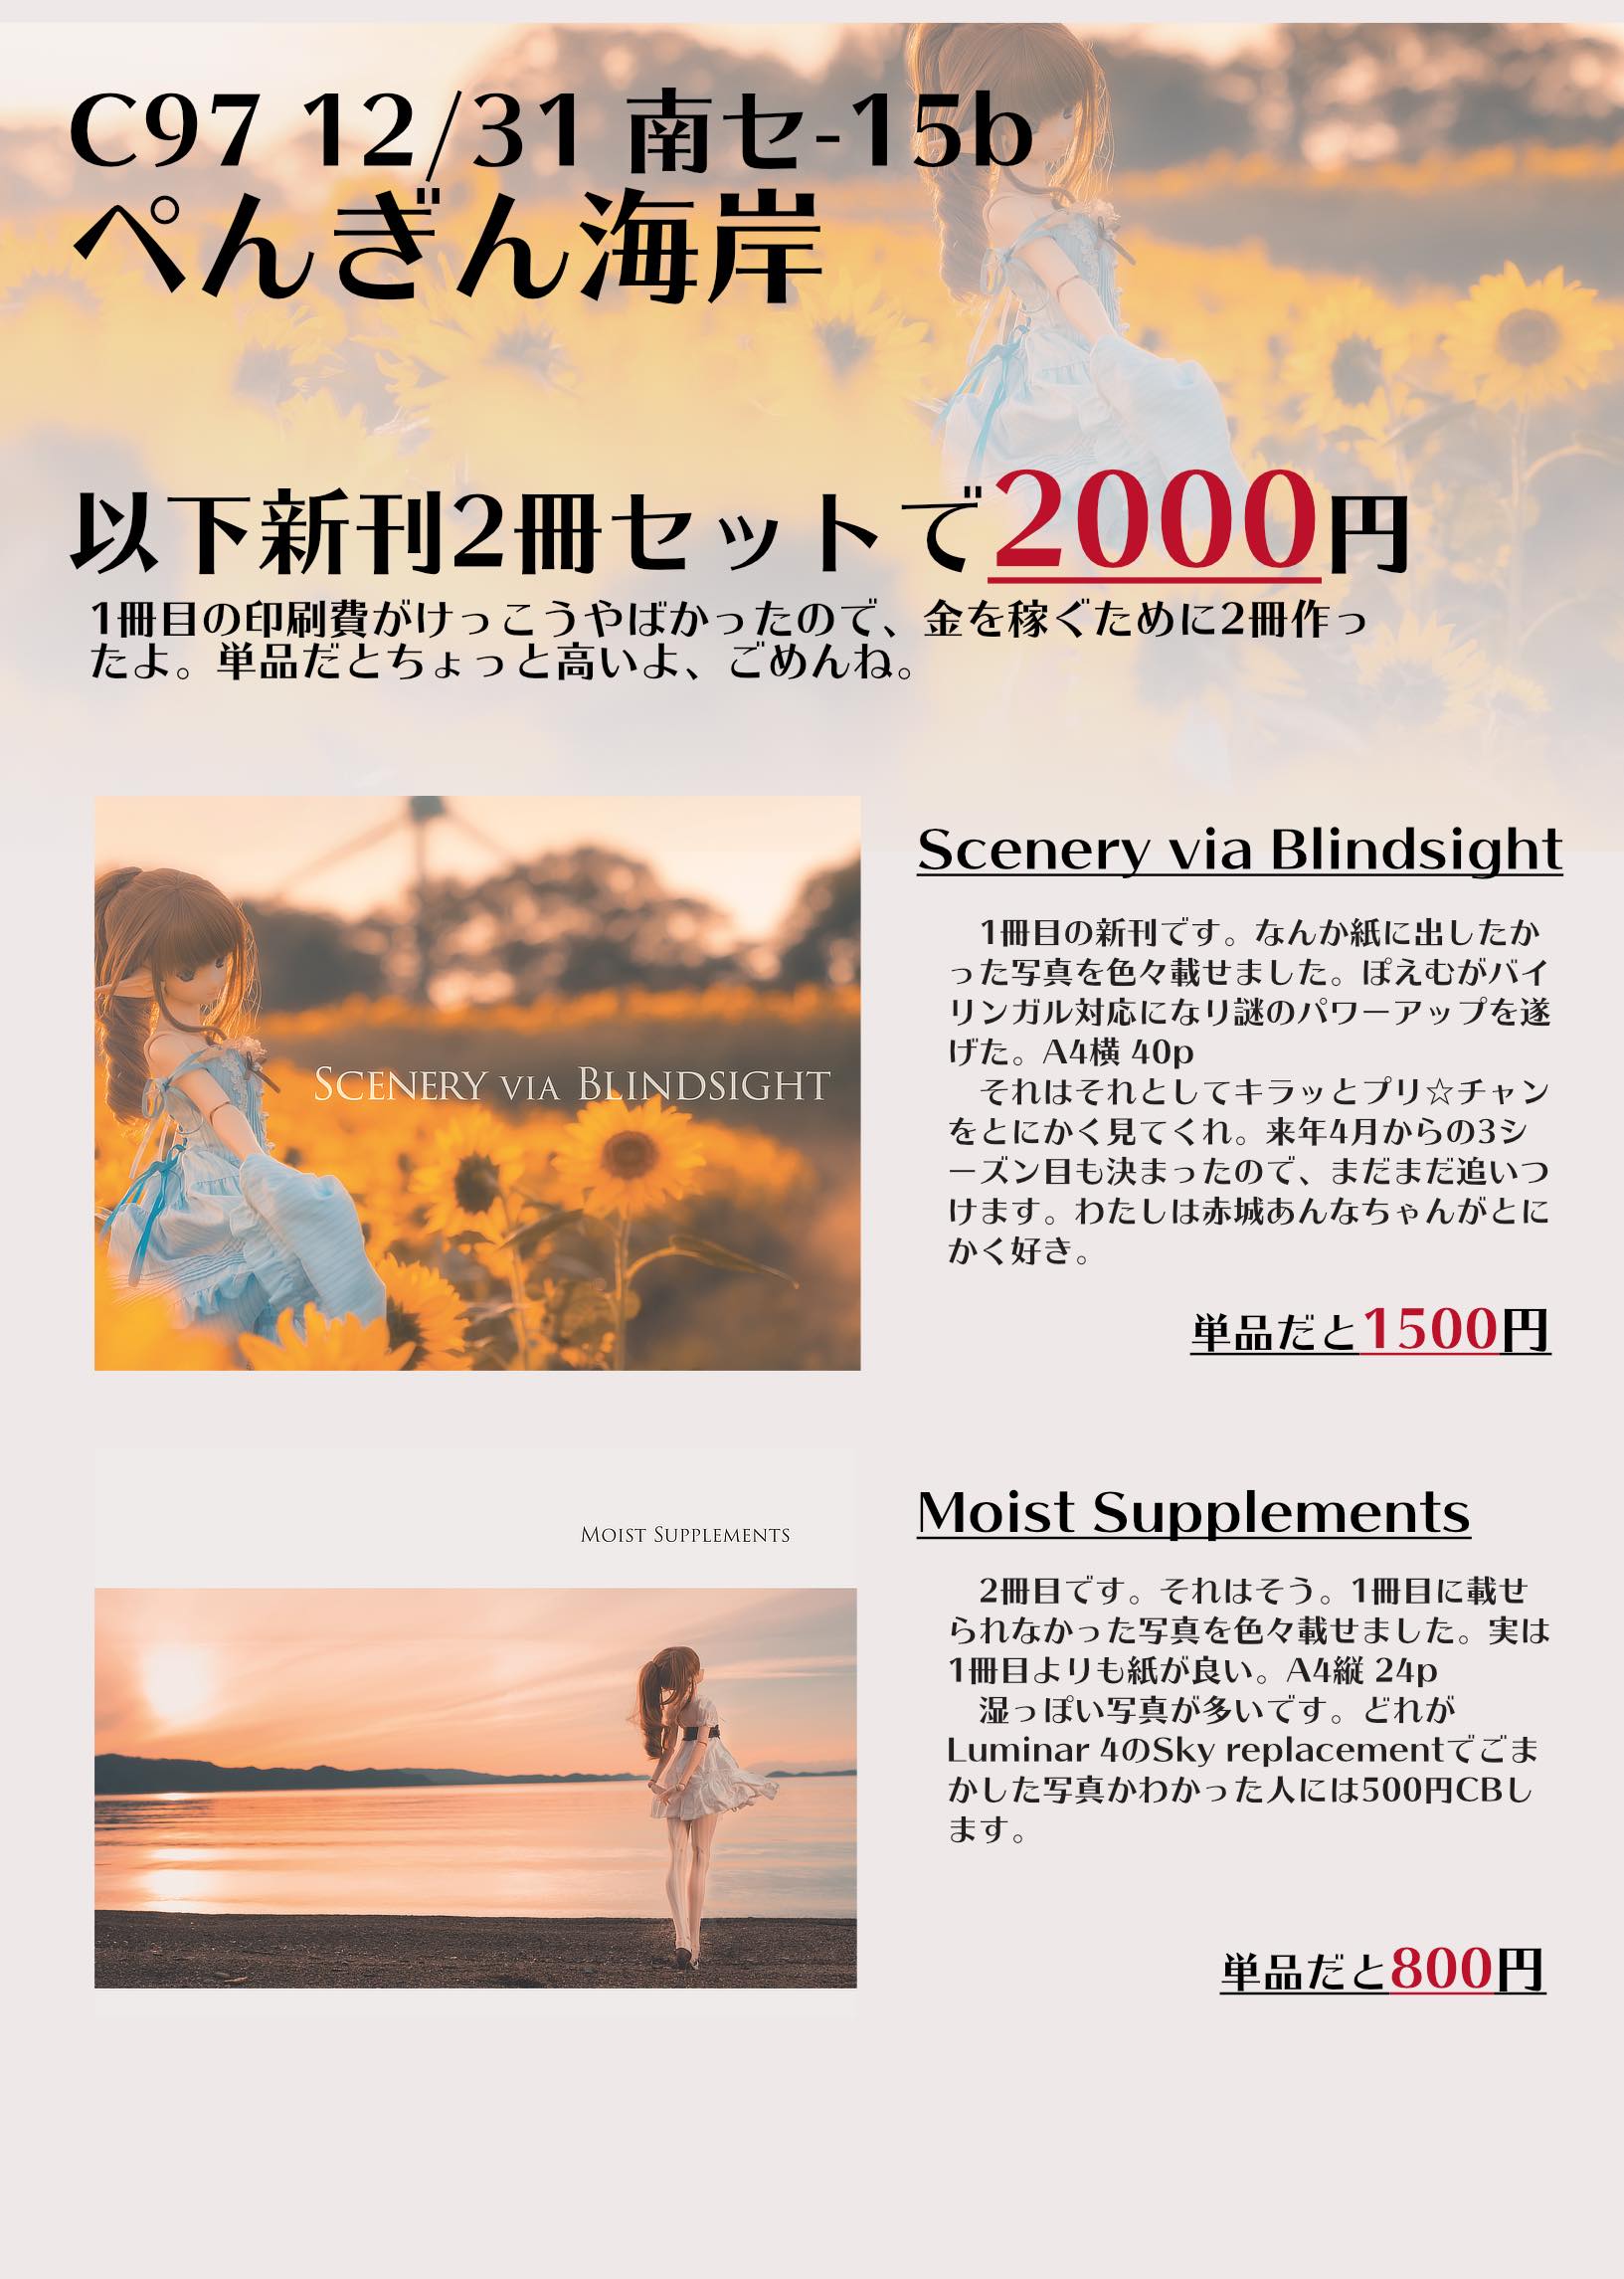 C97 12/31 南セ-15b
ぺんぎん海岸
以下新刊2冊セットで2000円
1冊目の印刷費がけっこうやばかったので、金を稼ぐために2冊作っ
たよ。単品だとちょっと高いよ、ごめんね。
Scenery via Blindsight
SCENERY VIA BLINDSIGHT
1冊目の新刊です。なんか紙に出したか
った写真を色々載せました。ぽえむがバイ
リンガル対応になり謎のパワーアップを遂
げた。A4横 40p
それはそれとしてキラッとプリ☆チャン
をとにかく見てくれ。来年4月からの3シ
ーズン目も決まったので、まだまだ追いつ
けます。わたしは赤城あんなちゃんがとに
かく好き。
単品だと1500円
MOIST SUPPLEMENTS
Moist Supplements
2冊目です。それはそう。1冊目に載せ
られなかった写真を色々載せました。実は
1冊目よりも紙が良い。A4縦 24p
湿っぽい写真が多いです。どれが
Luminar 4のSky replacementでごま
かした写真かわかった人には500円CBし
ます。
単品だと800円